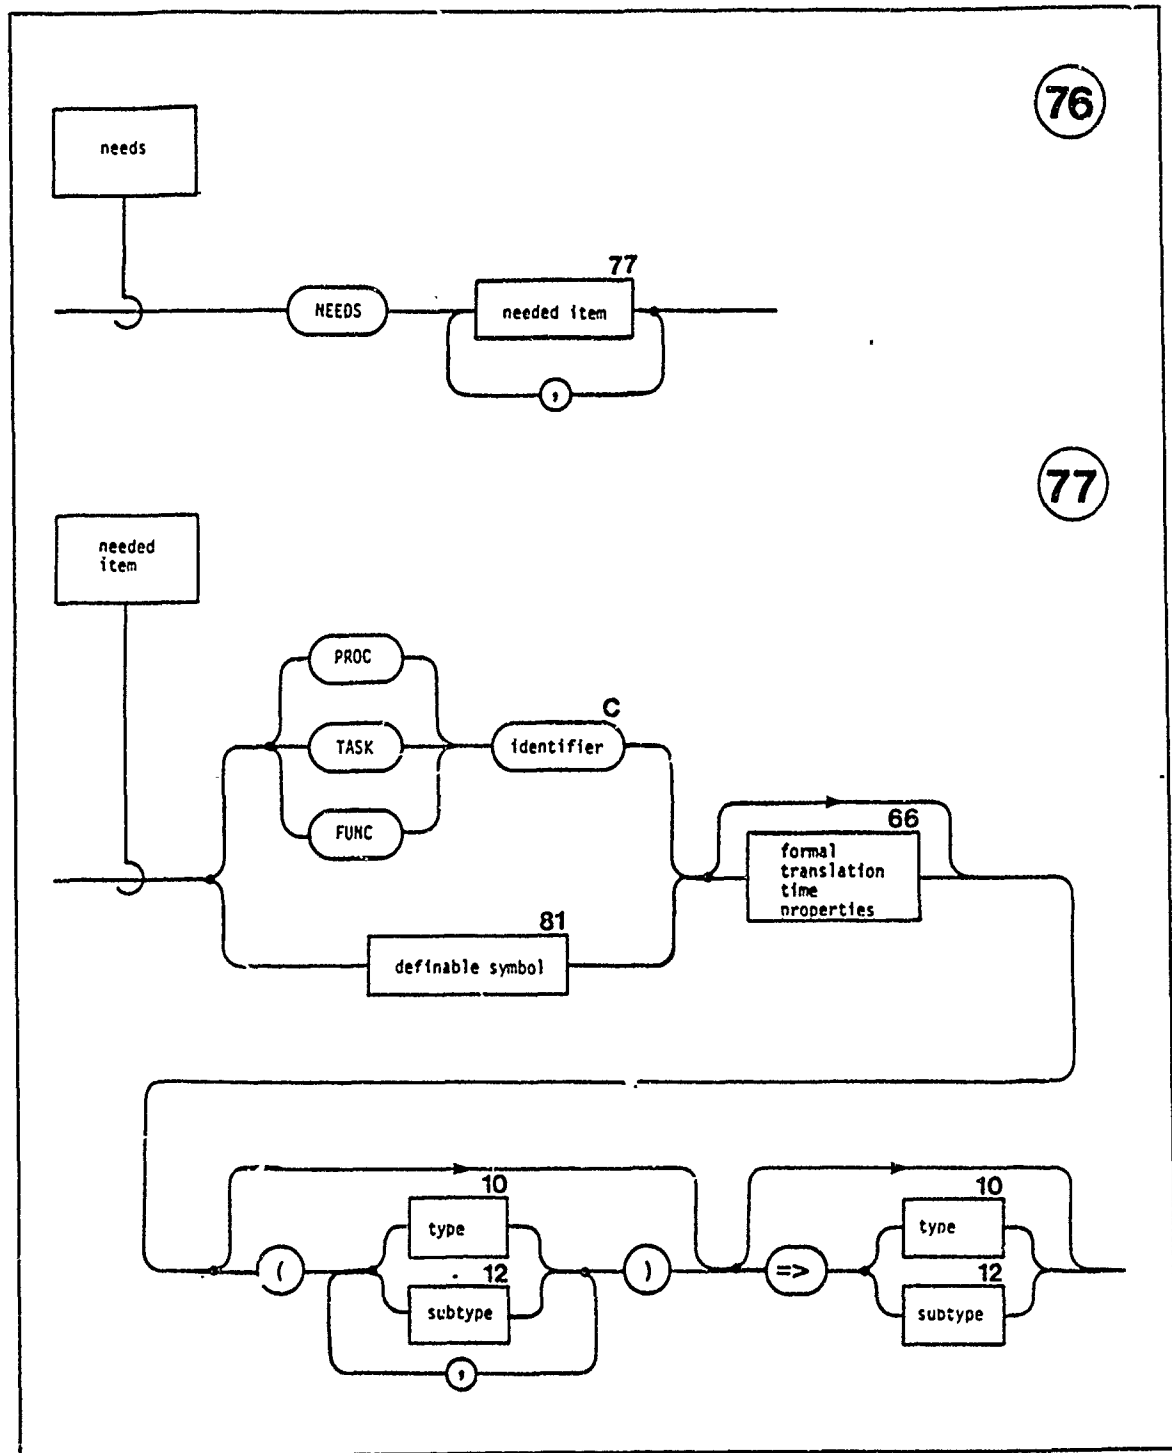 76
needs
77
NEEDS
needed item
,
77
needed
item
PROC
C
TASK
identifier
FUNC
66
formal
translation
time
properties
81
definable symbol
10
10
type
type
(
12
)
=>
12
subtype
subtype
,